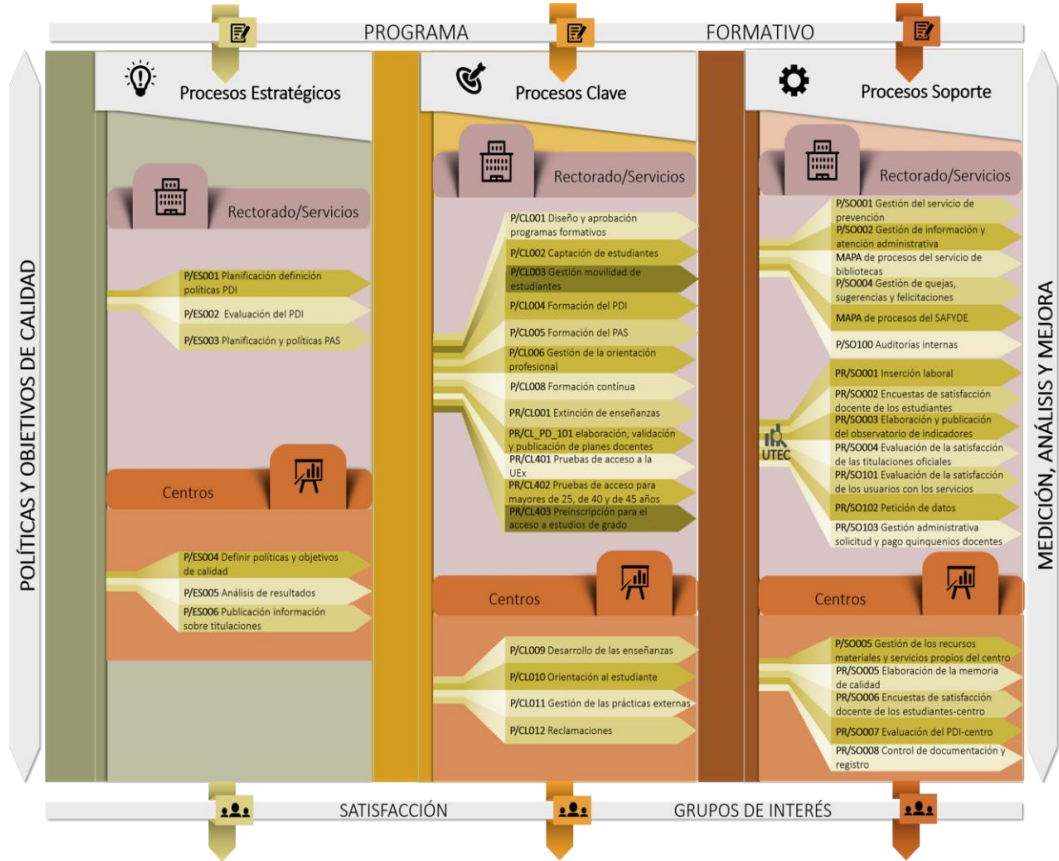 PROGRAMA FORMATIVO
POLÍTICAS Y OBJETIVOS DE CALIDAD
Procesos Estratégicos
Rectorado/Servicios
P/ES001 Planificación definición
políticas PDI
P/ES002 Evaluación del PDI
P/ES003 Planificación y políticas PAS
Centros
P/ES004 Definir políticas y objetivos
de calidad
P/ES005 Análisis de resultados
P/ES006 Publicación información
sobre titulaciones
Procesos Clave
Rectorado/Servicios
P/CL001 Diseño y aprobación
programas formativos
P/CL002 Captación de estudiantes
P/CL003 Gestión movilidad de
estudiantes
P/CL004 Formación del PDI
P/CL005 Formación del PAS
P/CL006 Gestión de la orientación
profesional
P/CL008 Formación contínua
PR/CL001 Extinción de enseñanzas
PR/CL_PD_101 elaboración, validación
y publicación de planes docentes
PR/CL401 Pruebas de acceso a la
UEx
PR/CL402 Pruebas de acceso para
mayores de 25, de 40 y de 45 años
PR/CL403 Preinscripción para el
acceso a estudios de grado
Centros
P/CL009 Desarrollo de las enseñanzas
P/CL010 Orientación al estudiante
P/CL011 Gestión de las prácticas externas
P/CL012 Reclamaciones
Procesos Soporte
Rectorado/Servicios
P/SO001 Gestión del servicio de
prevención
P/SO002 Gestión de información y
atención administrativa
MAPA de procesos del servicio de
bibliotecas
P/SO004 Gestión de quejas,
sugerencias y felicitaciones
MAPA de procesos del SAFYDE
P/SO100 Auditorías internas
UTEC
PR/SO001 Inserción laboral
PR/SO002 Encuestas de satisfacción
docente de los estudiantes
PR/SO003 Elaboración y publicación
del observatorio de indicadores
PR/SO004 Evaluación de la satisfacción
de las titulaciones oficiales
PR/SO101 Evaluación de la satisfacción
de los usuarios con los servicios
PR/SO102 Petición de datos
PR/SO103 Gestión administrativa
solicitud y pago quinquenios docentes
Centros
P/SO005 Gestión de los recursos
materiales y servicios propios del centro
PR/SO005 Elaboración de la memoria
de calidad
PR/SO006 Encuestas de satisfacción
docente de los estudiantes-centro
PR/SO007 Evaluación del PDI-centro
PR/SO008 Control de documentación y
registro
MEDICIÓN, ANÁLISIS Y MEJORA
SATISFACCIÓN GRUPOS DE INTERÉS